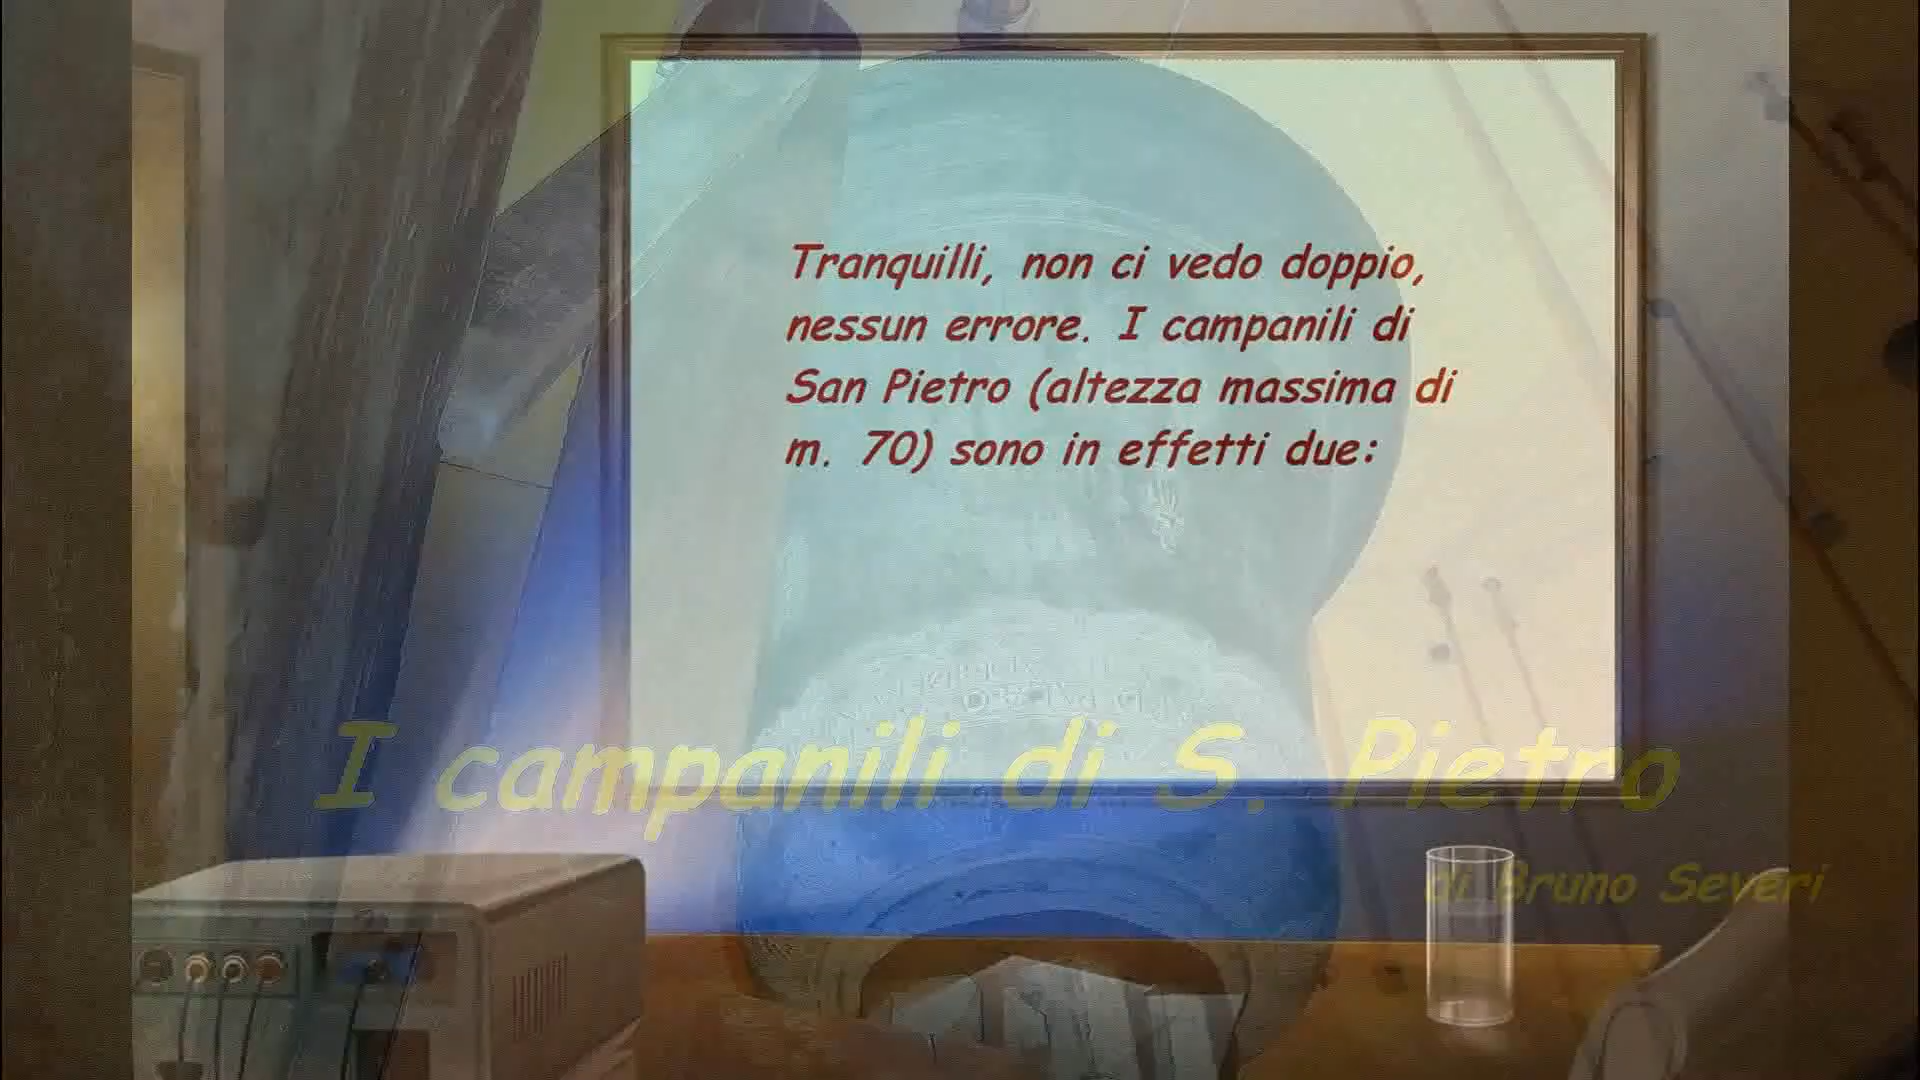 Tranquilli, non ci vedo doppio,
nessun errore. I campanili di
San Pietro (altezza massima di
m. 70) sono in effetti due:
I campanili di S. Pietro
di Bruno Severi